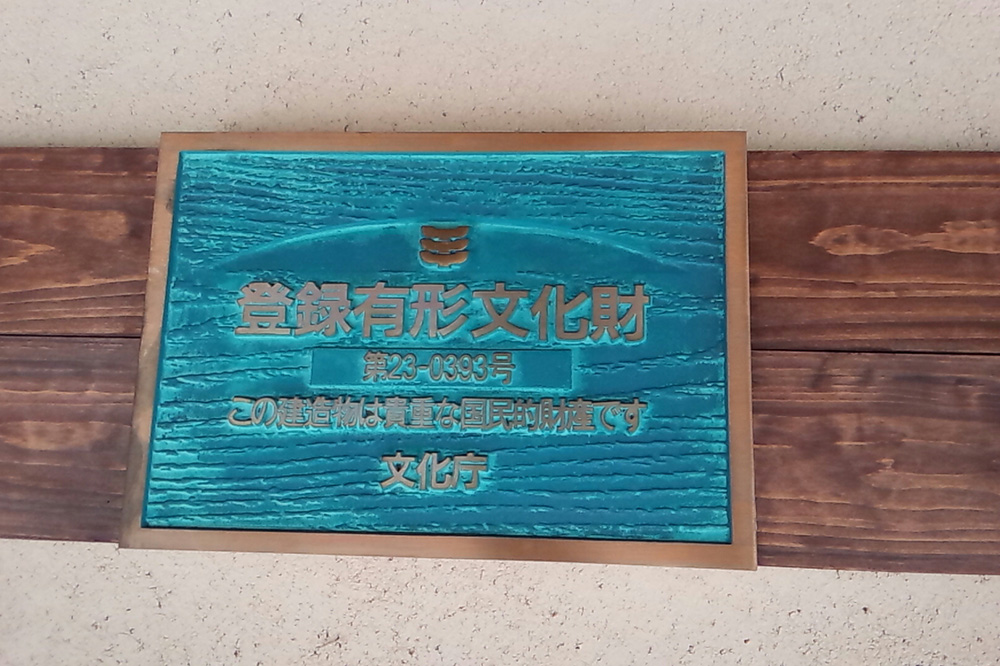 登録有形文化財
第23-0393号
この建造物は貴重な国民的財産です
文化庁